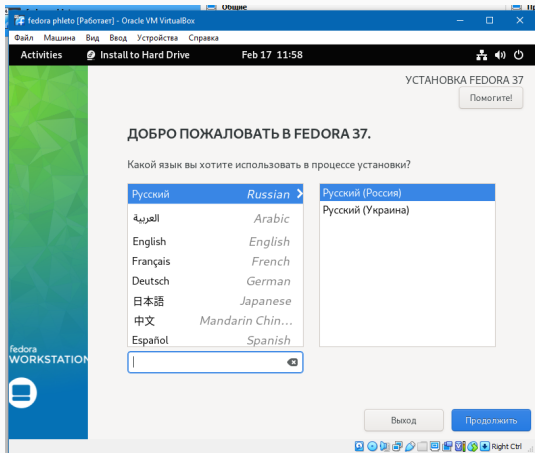 Общие
fedora phleto [Работает] - Oracle VM VirtualBox
Файл Машина Вид Ввод Устройства Справка
Activities Install to Hard Drive Feb 17 11:58
УСТАНОВКА FEDORA 37
Помогите!
ДОБРО ПОЖАЛОВАТЬ В FEDORA 37.
Какой язык вы хотите использовать в процессе установки?
Русский Russian
العربية Arabic
English English
Français French
Deutsch German
日本語 Japanese
中文 Mandarin Chin...
Español Spanish
Русский (Россия)
Русский (Украина)
fedora
WORKSTATION
Выход Продолжить
Right Ctrl